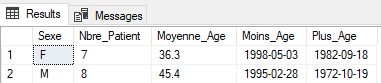 Results Messages
Sexe Nbre_Patient Moyenne_Age Moins_Age Plus_Age
1 F 7 36.3 1998-05-03 1982-09-18
2 M 8 45.4 1995-02-28 1972-10-19